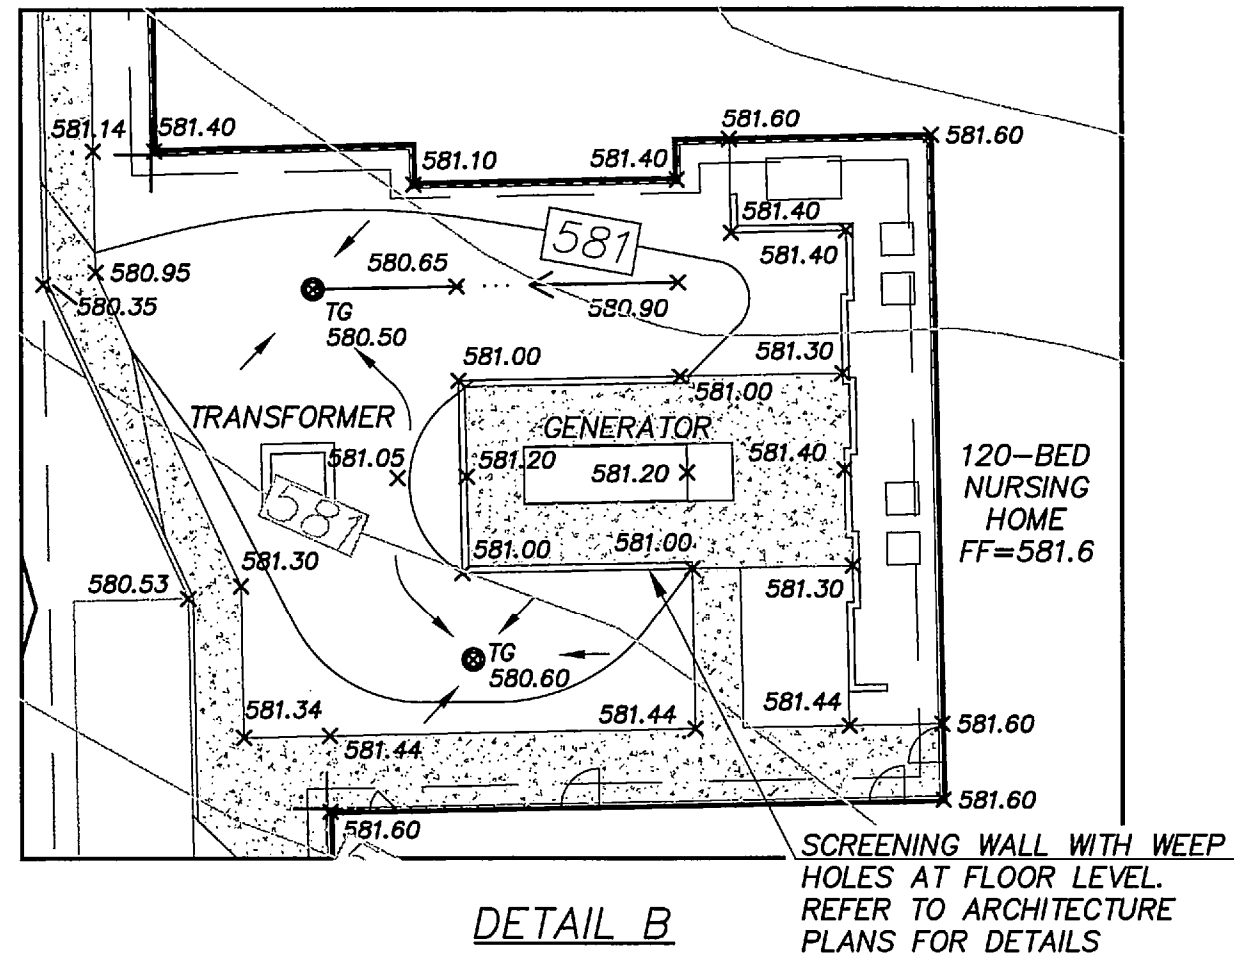 581.60
581.60
581.14
581.40
581.10
581.40
581.40
581
581.40
580.65
580.95
580.35
TG
580.50
580.90
581.00
581.30
581.00
TRANSFORMER
GENERATOR
581.05
581.20
581.20
581.40
120-BED
NURSING
HOME
FF=581.6
581
581.00
581.00
581.30
580.53
581.30
TG
580.60
581.34
581.44
581.44
581.44
581.60
581.60
581.60
SCREENING WALL WITH WEEP
HOLES AT FLOOR LEVEL.
REFER TO ARCHITECTURE
PLANS FOR DETAILS
DETAIL B